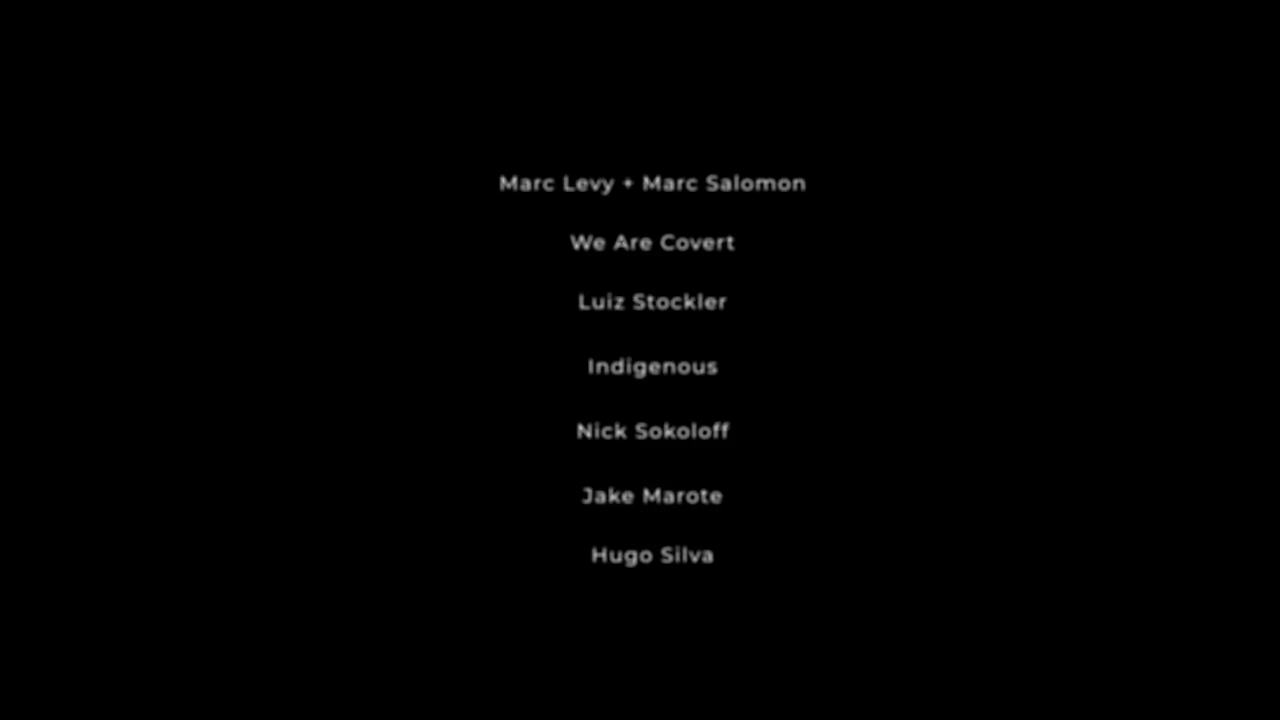 Marc Levy + Marc Salomon
We Are Covert
Luiz Stockler
Indigenous
Nick Sokoloff
Jake Marote
Hugo Silva